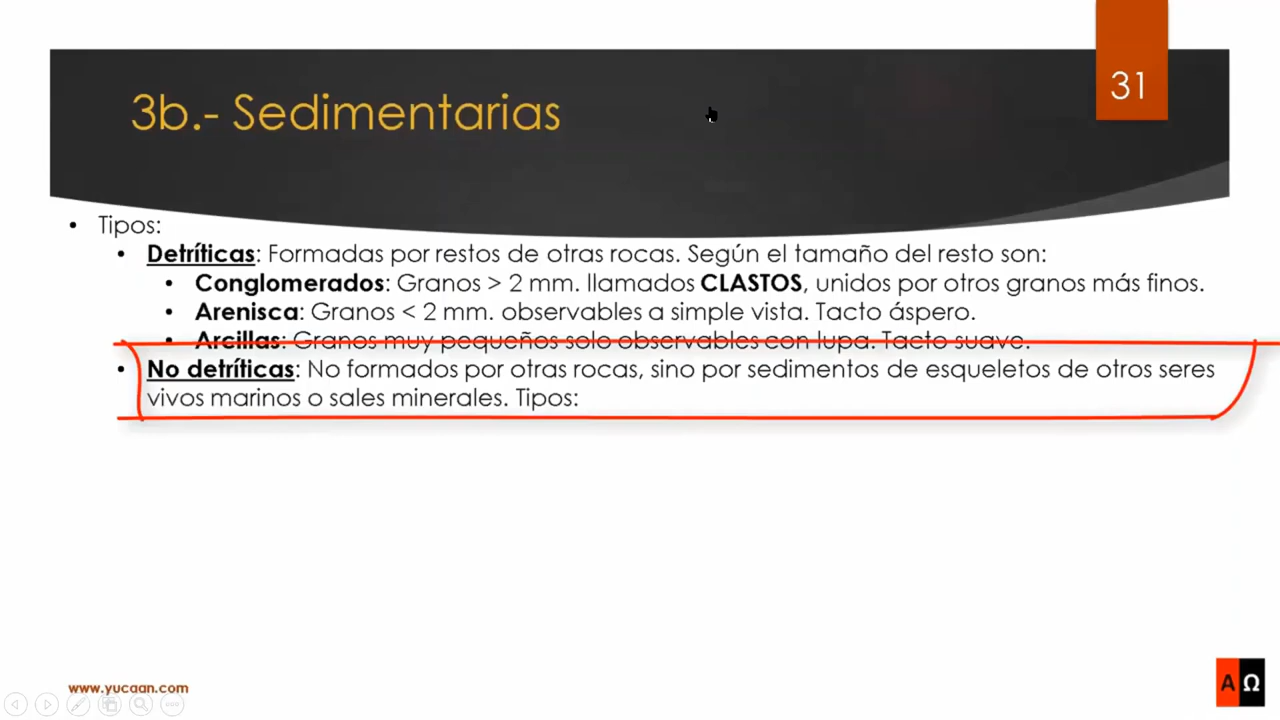 31
3b.- Sedimentarias
• Tipos:
• Detríticas: Formadas por restos de otras rocas. Según el tamaño del resto son:
• Conglomerados: Granos > 2 mm. llamados CLASTOS, unidos por otros granos más finos.
• Arenisca: Granos < 2 mm. observables a simple vista. Tacto áspero.
• Arcillas: Granos muy pequeños solo observables con lupa. Tacto suave.
• No detríticas: No formados por otras rocas, sino por sedimentos de esqueletos de otros seres
vivos marinos o sales minerales. Tipos:
www.yucaan.com
AΩ